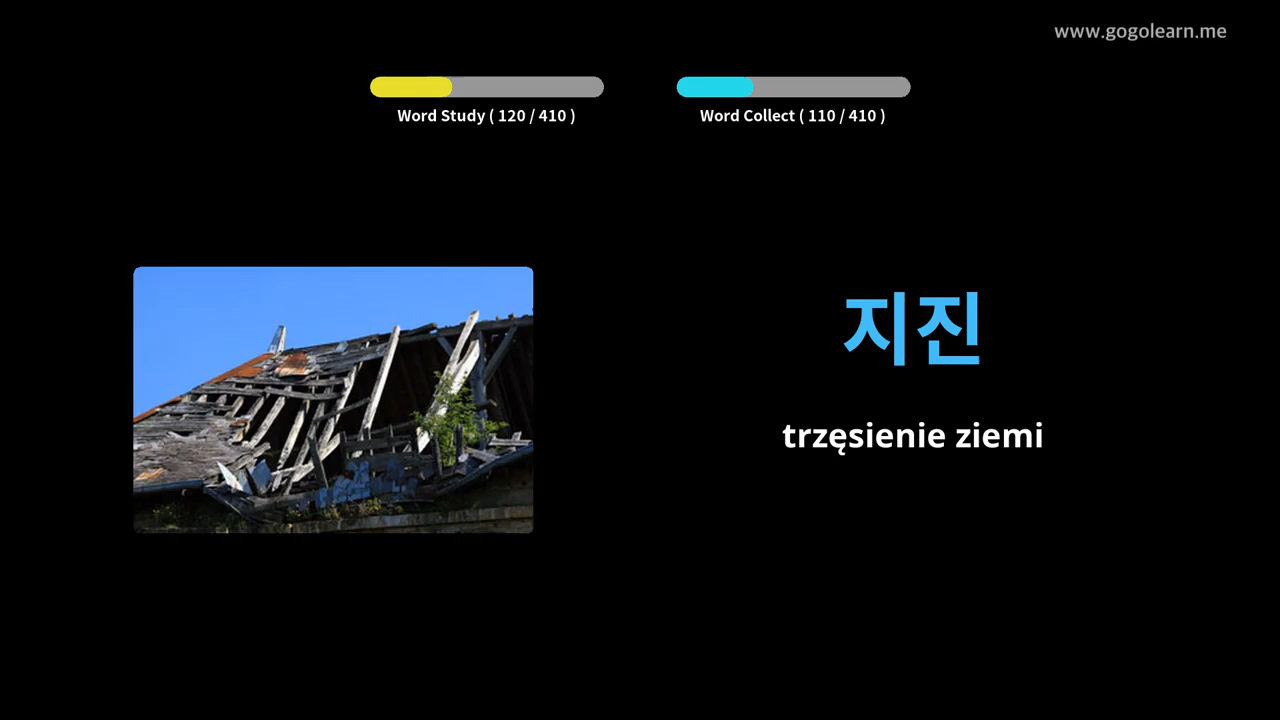 www.gogolearn.me
Word Study ( 120 / 410 )
Word Collect ( 110 / 410 )
지진
trzęsienie ziemi